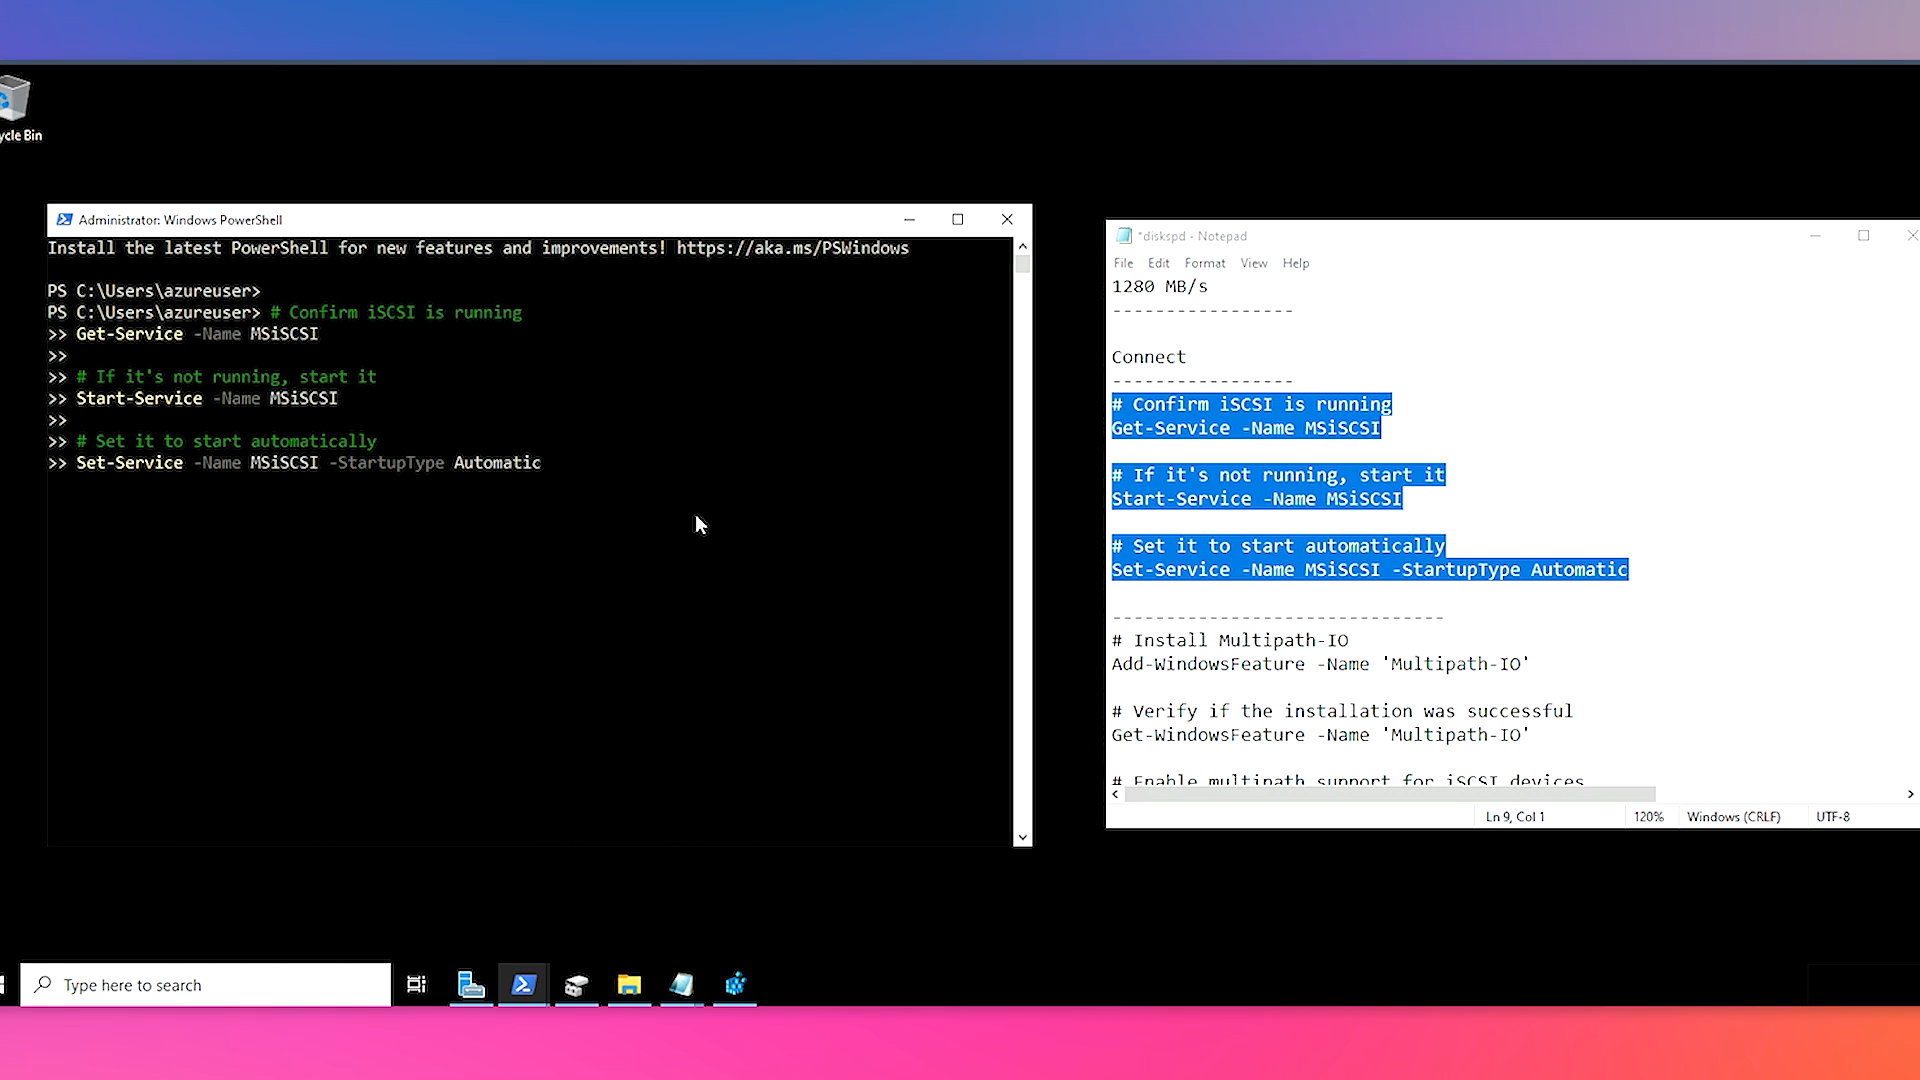 ycle Bin
Administrator: Windows PowerShell
Install the latest PowerShell for new features and improvements! https://aka.ms/PSWindows
PS C:\Users\azureuser>
PS C:\Users\azureuser> # Confirm iSCSI is running
>> Get-Service -Name MSiSCSI
>>
>> # If it's not running, start it
>> Start-Service -Name MSiSCSI
>>
>> # Set it to start automatically
>> Set-Service -Name MSiSCSI -StartupType Automatic
*diskspd - Notepad
File Edit Format View Help
1280 MB/s
-----------------
Connect
-----------------
# Confirm iSCSI is running
Get-Service -Name MSiSCSI
# If it's not running, start it
Start-Service -Name MSiSCSI
# Set it to start automatically
Set-Service -Name MSiSCSI -StartupType Automatic
-------------------------------
# Install Multipath-IO
Add-WindowsFeature -Name 'Multipath-IO'
# Verify if the installation was successful
Get-WindowsFeature -Name 'Multipath-IO'
# Enable multipath support for iSCSI devices
Ln 9, Col 1 120% Windows (CRLF) UTF-8
Type here to search